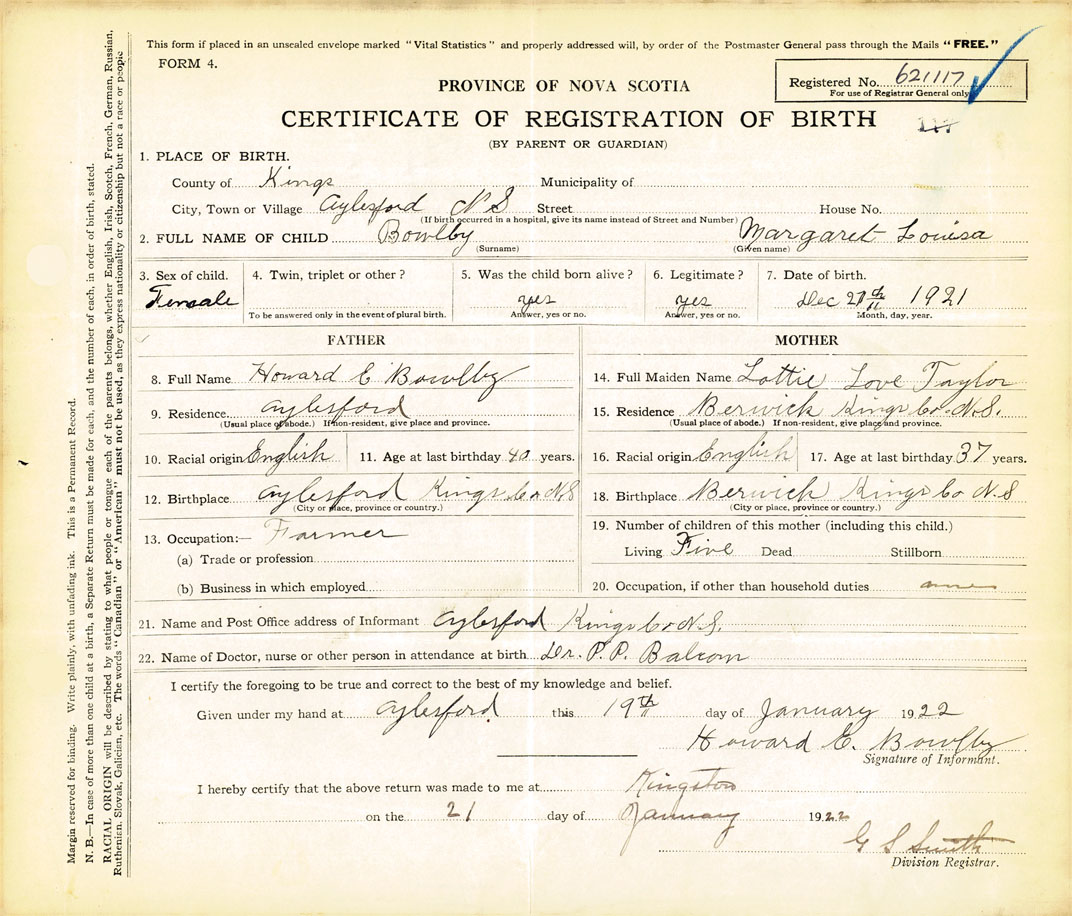 This form if placed in an unsealed envelope marked "Vital Statistics" and properly addressed will, by order of the Postmaster General pass through the Mails "FREE."
FORM 4.
Registered No. 621117
For use of Registrar General only
PROVINCE OF NOVA SCOTIA
CERTIFICATE OF REGISTRATION OF BIRTH
(BY PARENT OR GUARDIAN)
1. PLACE OF BIRTH.
County of Kings Municipality of
City, Town or Village Aylesford N S Street House No.
(If birth occurred in a hospital, give its name instead of Street and Number)
2. FULL NAME OF CHILD Bowlby Margaret Louisa
(Surname) (Given name)
3. Sex of child. 4. Twin, triplet or other? 5. Was the child born alive? 6. Legitimate? 7. Date of birth.
Female yes yes Dec 27th 1921
To be answered only in the event of plural birth. Answer, yes or no. Answer, yes or no. Month, day, year.
FATHER
8. Full Name Howard E Bowlby
9. Residence. Aylesford
(Usual place of abode.) If non-resident, give place and province.
10. Racial origin English 11. Age at last birthday 40 years.
12. Birthplace Aylesford Kings Co N.S
(City or place, province or country.)
13. Occupation:— Farmer
(a) Trade or profession
(b) Business in which employed
MOTHER
14. Full Maiden Name Lottie Love Taylor
15. Residence Berwick Kings Co. N.S.
(Usual place of abode.) If non-resident, give place and province.
16. Racial origin English 17. Age at last birthday 37 years.
18. Birthplace Berwick Kings Co N.S
(City or place, province or country.)
19. Number of children of this mother (including this child.)
Living Five Dead Stillborn
20. Occupation, if other than household duties
21. Name and Post Office address of Informant Aylesford Kings Co N.S.
22. Name of Doctor, nurse or other person in attendance at birth Dr. P. P. Balcom
I certify the foregoing to be true and correct to the best of my knowledge and belief.
Given under my hand at Aylesford this 19th day of January 1922
Howard E. Bowlby
Signature of Informant.
I hereby certify that the above return was made to me at Kingston
on the 21 day of January 1922
G S Smith
Division Registrar.
Margin reserved for binding. Write plainly, with unfading ink. This is a Permanent Record.
N. B.—In case of more than one child at a birth, a Separate Return must be made for each, and the number of each, in order of birth, stated.
RACIAL ORIGIN will be described by stating to what people or tongue each of the parents belongs, whether English, Irish, Scotch, French, German, Russian,
Ruthenian, Slovak, Galician, etc. The words "Canadian" or "American" must not be used, as they express nationality or citizenship but not a race or people